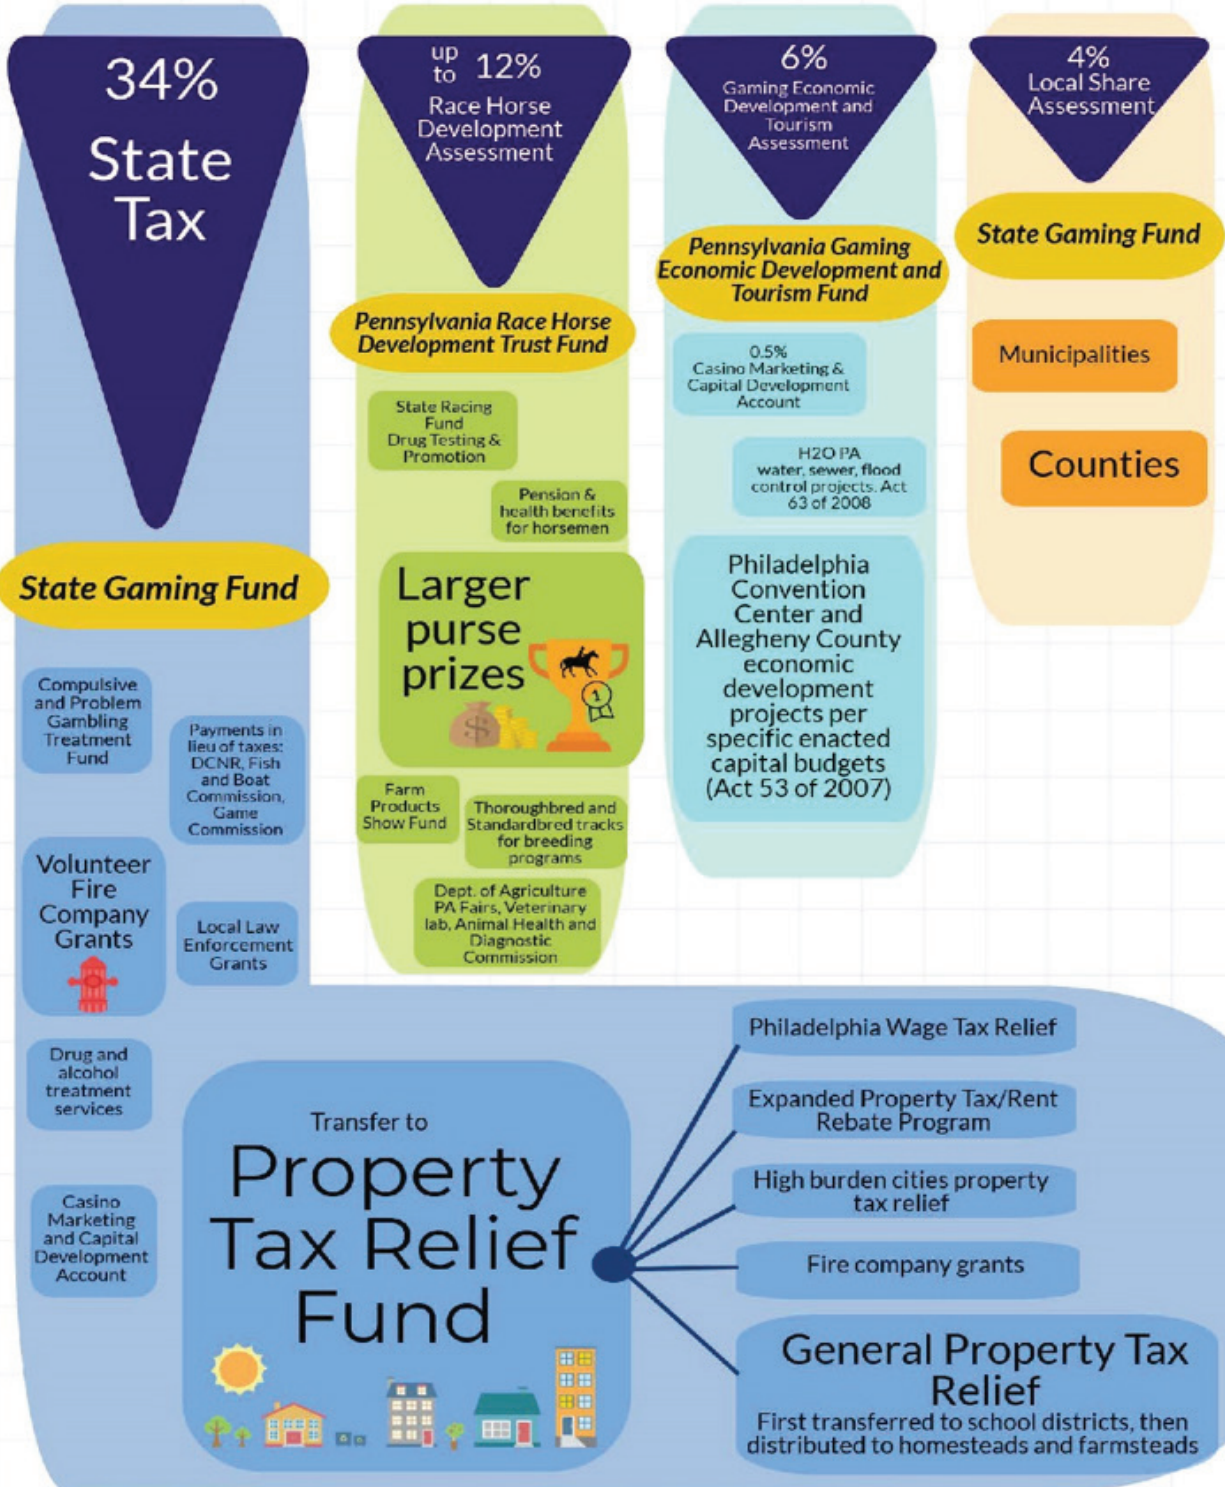 34%
State
Tax
State Gaming Fund
Compulsive
and Problem
Gambling
Treatment
Fund
Payments in
lieu of taxes:
DCNR, Fish
and Boat
Commission,
Game
Commission
Volunteer
Fire
Company
Grants
Local Law
Enforcement
Grants
Drug and
alcohol
treatment
services
Casino
Marketing
and Capital
Development
Account
up
to 12%
Race Horse
Development
Assessment
Pennsylvania Race Horse
Development Trust Fund
State Racing
Fund
Drug Testing &
Promotion
Pension &
health benefits
for horsemen
Larger
purse
prizes
1
$
Farm
Products
Show Fund
Thoroughbred and
Standardbred tracks
for breeding
programs
Dept. of Agriculture
PA Fairs, Veterinary
lab, Animal Health and
Diagnostic
Commission
6%
Gaming Economic
Development and
Tourism
Assessment
Pennsylvania Gaming
Economic Development and
Tourism Fund
0.5%
Casino Marketing &
Capital Development
Account
H2O PA
water, sewer, flood
control projects. Act
63 of 2008
Philadelphia
Convention
Center and
Allegheny County
economic
development
projects per
specific enacted
capital budgets
(Act 53 of 2007)
4%
Local Share
Assessment
State Gaming Fund
Municipalities
Counties
Transfer to
Property
Tax Relief
Fund
Philadelphia Wage Tax Relief
Expanded Property Tax/Rent
Rebate Program
High burden cities property
tax relief
Fire company grants
General Property Tax
Relief
First transferred to school districts, then
distributed to homesteads and farmsteads